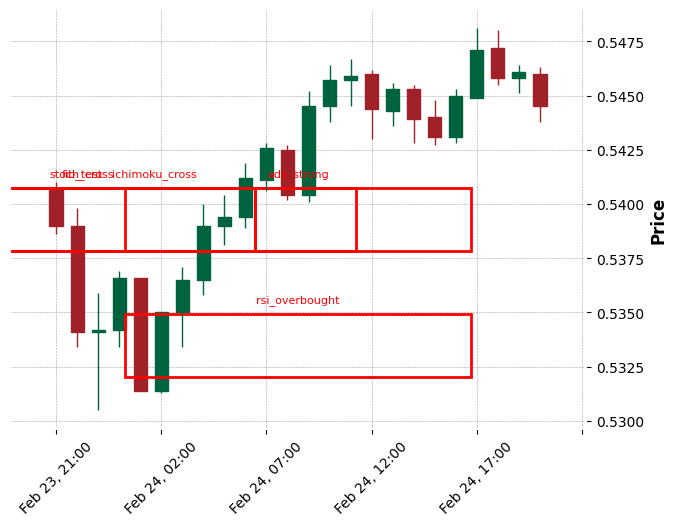 0.5475
0.5450
0.5425
ichimoku_cross
0.5400
Price
0.5375
rsi_overbought
0.5350
0.5325
0.5300
Feb 23, 21:00
Feb 24, 02:00
Feb 24, 07:00
Feb 24, 12:00
Feb 24, 17:00